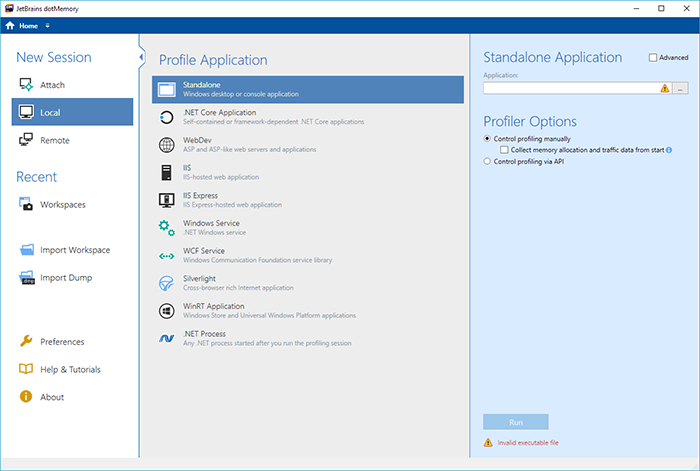 JetBrains dotMemory
Home
New Session
Attach
Local
Remote
Recent
Workspaces
Import Workspace
.dmp
Import Dump
Preferences
Help & Tutorials
About
Profile Application
Standalone
Windows desktop or console application
.NET Core Application
Self-contained or framework-dependent .NET Core applications
WebDev
ASP and ASP-like web servers and applications
IIS
IIS-hosted web application
IIS Express
IIS Express-hosted web application
Windows Service
.NET Windows service
WCF Service
Windows Communication Foundation service library
Silverlight
Cross-browser rich Internet application
WinRT Application
Windows Store and Universal Windows Platform applications
.NET Process
Any .NET process started after you run the profiling session
Standalone Application
Advanced
Application:
...
Profiler Options
Control profiling manually
Collect memory allocation and traffic data from start
Control profiling via API
Run
Invalid executable file